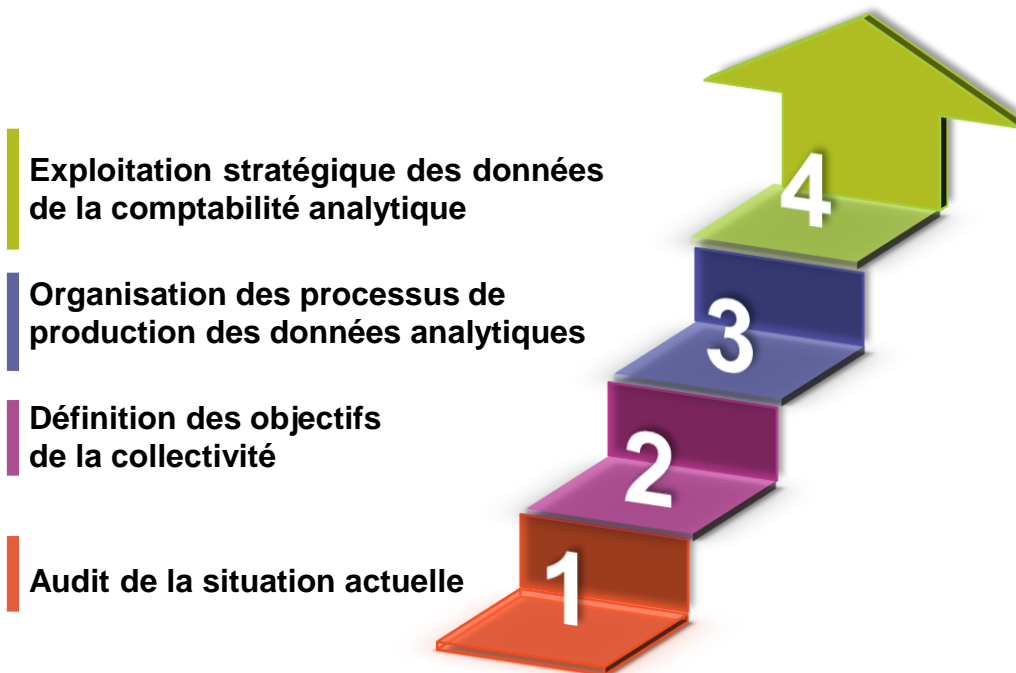 4
Exploitation stratégique des données
de la comptabilité analytique
3
Organisation des processus de
production des données analytiques
2
Définition des objectifs
de la collectivité
1
Audit de la situation actuelle